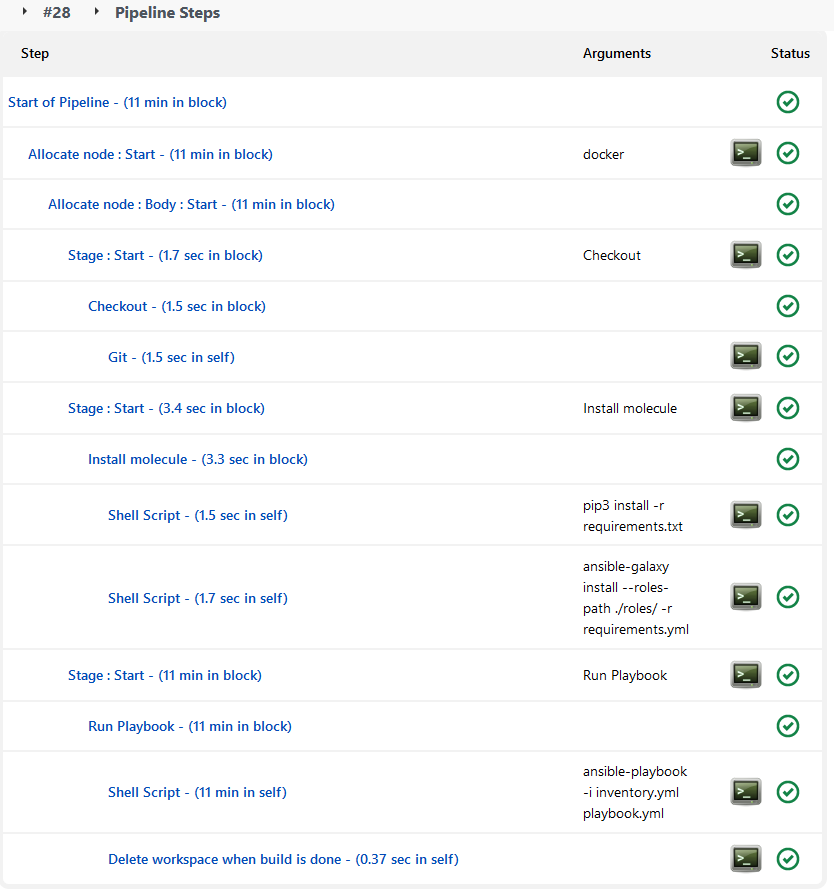 #28 Pipeline Steps
Step Arguments Status
Start of Pipeline - (11 min in block)
Allocate node : Start - (11 min in block) docker
Allocate node : Body : Start - (11 min in block)
Stage : Start - (1.7 sec in block) Checkout
Checkout - (1.5 sec in block)
Git - (1.5 sec in self)
Stage : Start - (3.4 sec in block) Install molecule
Install molecule - (3.3 sec in block)
Shell Script - (1.5 sec in self)
pip3 install -r
requirements.txt
Shell Script - (1.7 sec in self)
ansible-galaxy
install --roles-
path ./roles/ -r
requirements.yml
Stage : Start - (11 min in block) Run Playbook
Run Playbook - (11 min in block)
Shell Script - (11 min in self)
ansible-playbook
-i inventory.yml
playbook.yml
Delete workspace when build is done - (0.37 sec in self)